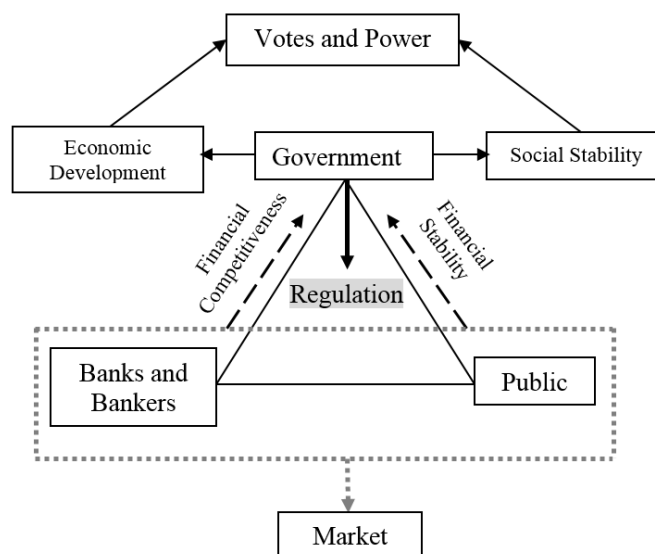 Votes and Power
Economic
Development
Government
Social Stability
Financial
Competitiveness
Financial
Stability
Regulation
Banks and
Bankers
Public
Market